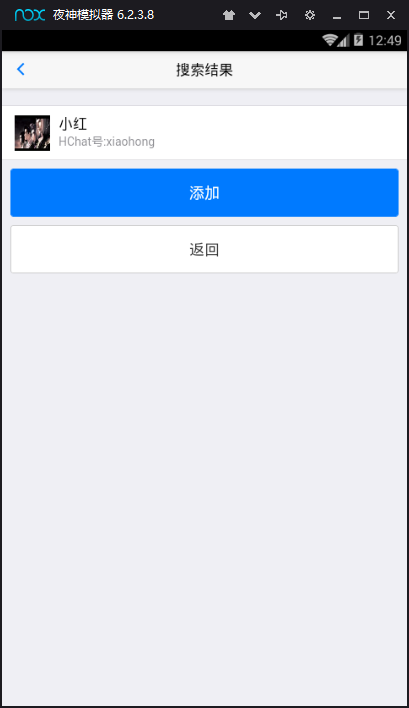 nox 夜神模拟器 6.2.3.8
12:49
搜索结果
小红
HChat号:xiaohong
添加
返回